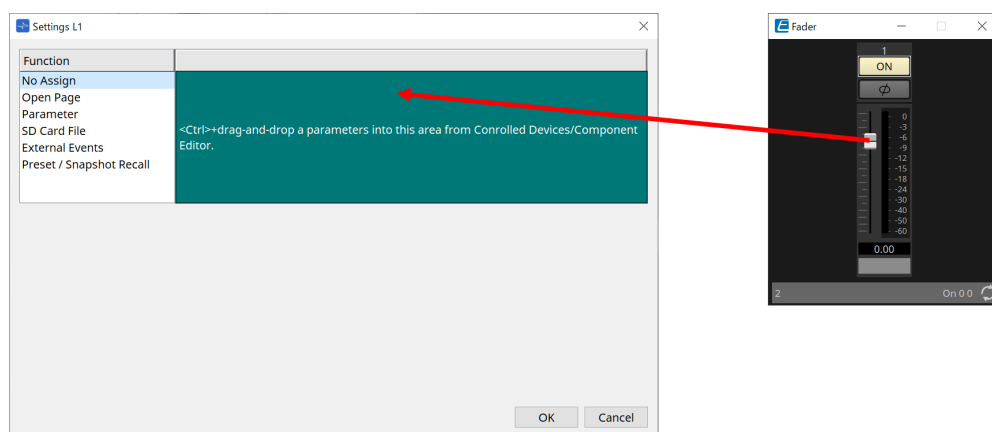 Settings L1
Function
No Assign
Open Page
Parameter
SD Card File
External Events
Preset / Snapshot Recall
<Ctrl>+drag-and-drop a parameters into this area from Conrolled Devices/Component
Editor.
OK Cancel
Fader
1
ON
0
-3
-6
-9
-12
-15
-18
-24
-30
-40
-50
-60
0.00
2 On 0 0